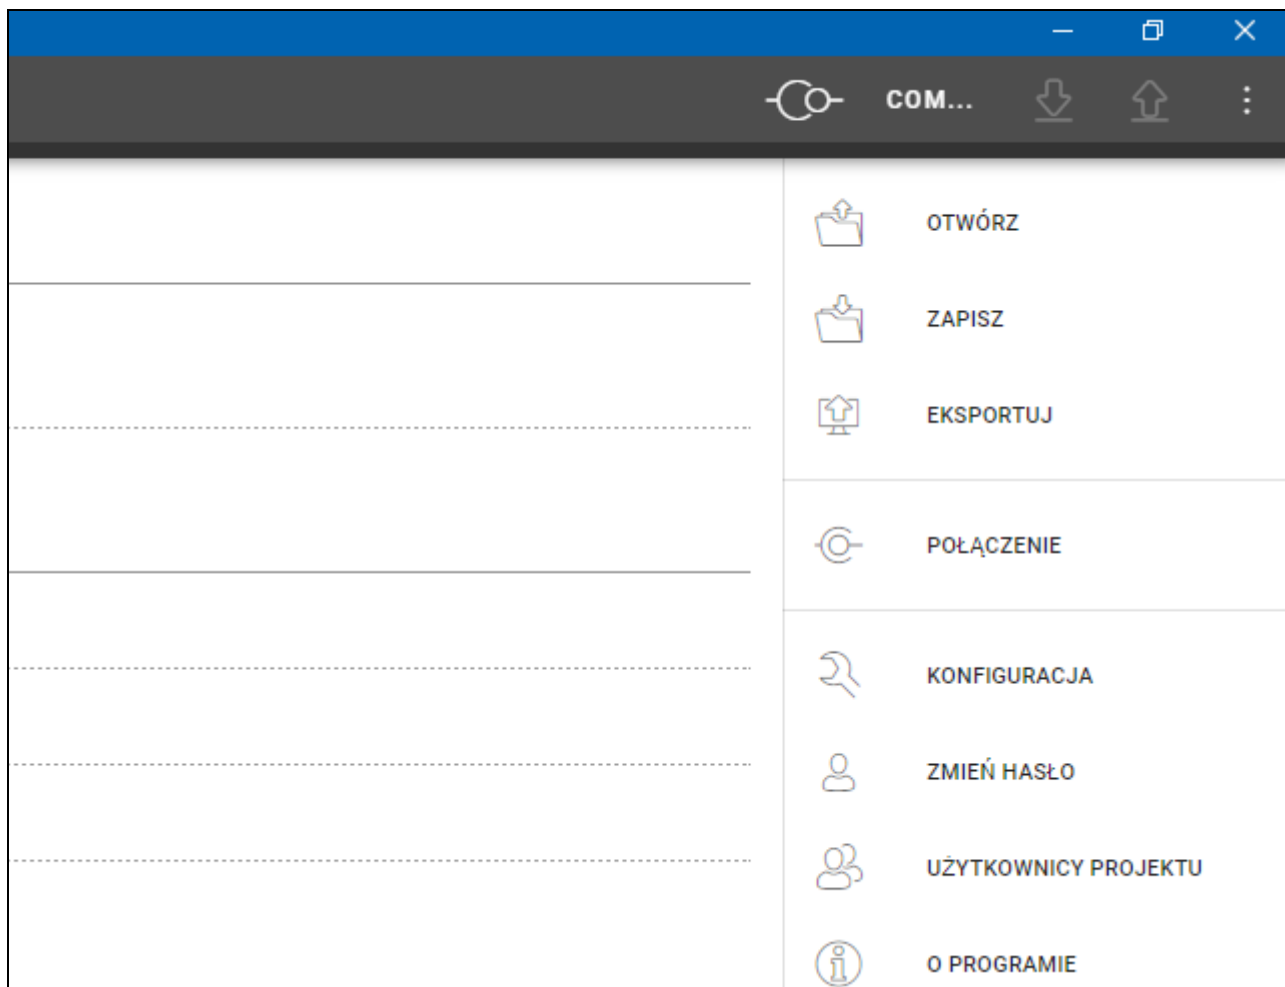 COM...
OTWÓRZ
ZAPISZ
EKSPORTUJ
POŁĄCZENIE
KONFIGURACJA
ZMIEŃ HASŁO
UŻYTKOWNICY PROJEKTU
O PROGRAMIE